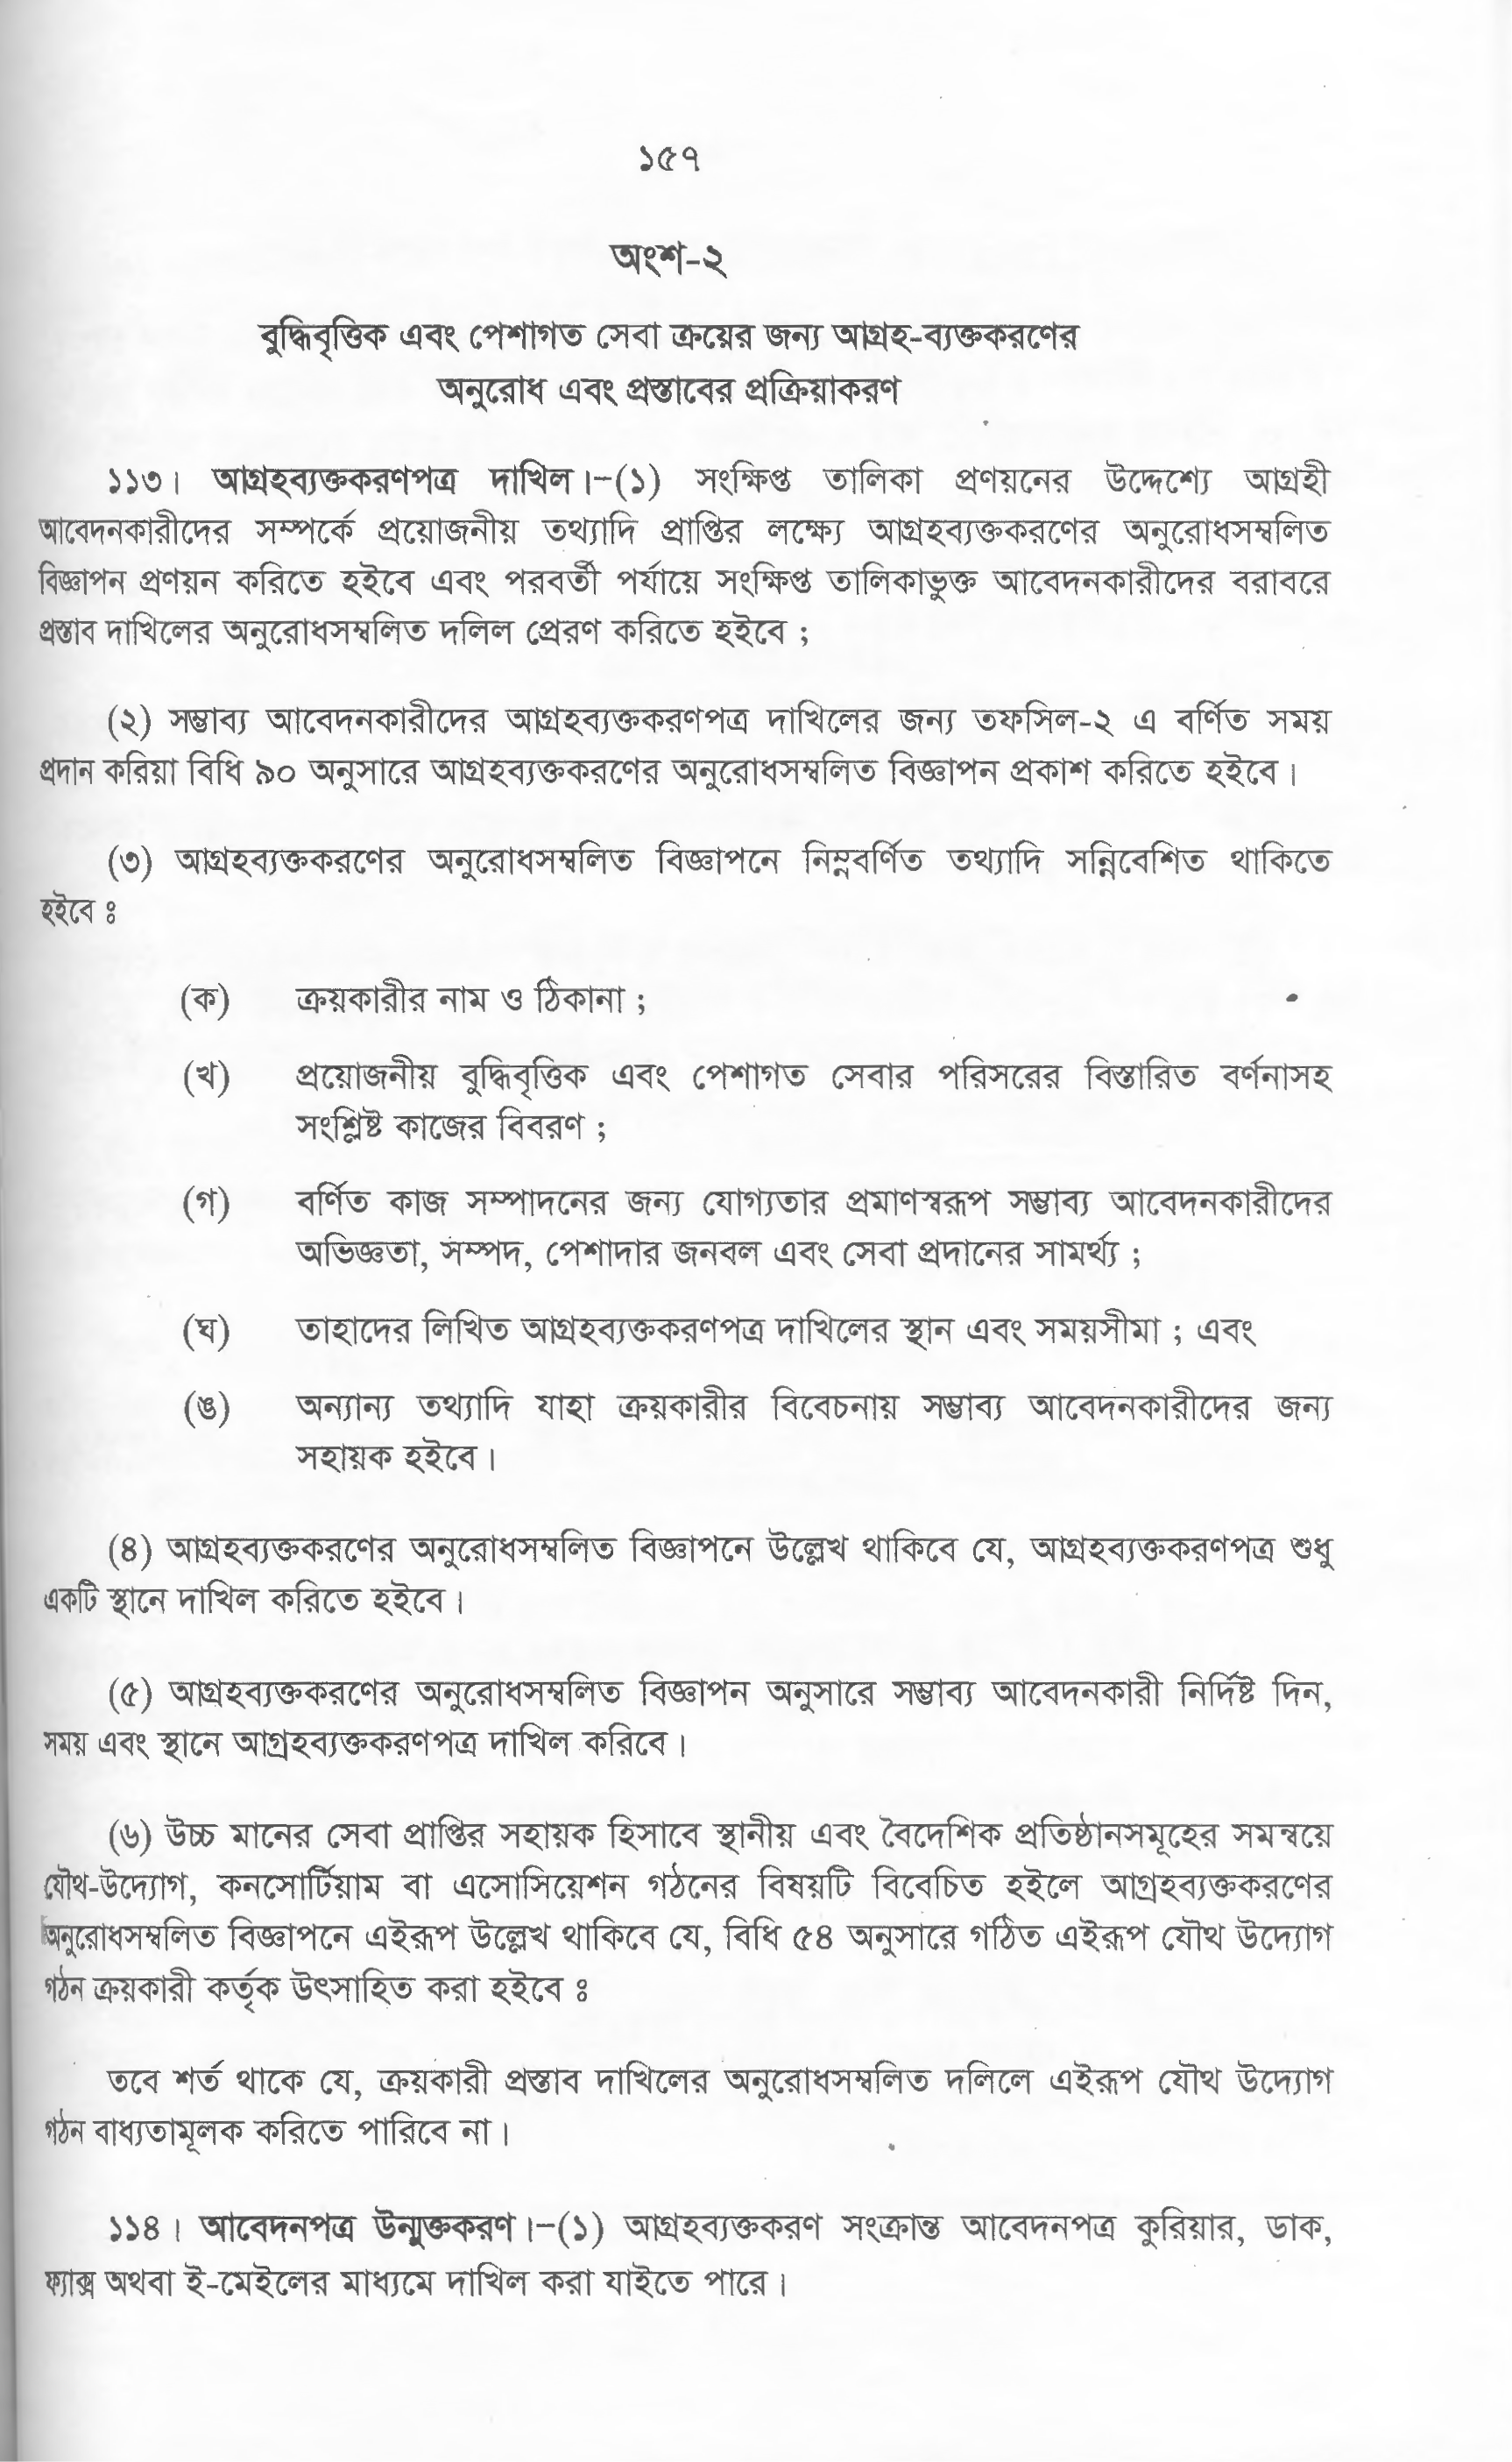 ১৫৭
অংশ-২
বুদ্ধিবৃত্তিক এবং পেশাগত সেবা ক্রয়ের জন্য আগ্রহ-ব্যক্তকরণের
অনুরোধ এবং প্রস্তাবের প্রক্রিয়াকরণ
১১৩। আগ্রহব্যক্তকরণপত্র দাখিল।-(১) সংক্ষিপ্ত তালিকা প্রণয়নের উদ্দেশ্যে আগ্রহী
আবেদনকারীদের সম্পর্কে প্রয়োজনীয় তথ্যাদি প্রাপ্তির লক্ষ্যে আগ্রহব্যক্তকরণের অনুরোধসম্বলিত
বিজ্ঞাপন প্রণয়ন করিতে হইবে এবং পরবর্তী পর্যায়ে সংক্ষিপ্ত তালিকাভুক্ত আবেদনকারীদের বরাবরে
প্রস্তাব দাখিলের অনুরোধসম্বলিত দলিল প্রেরণ করিতে হইবে ;
(২) সম্ভাব্য আবেদনকারীদের আগ্রহব্যক্তকরণপত্র দাখিলের জন্য তফসিল-২ এ বর্ণিত সময়
প্রদান করিয়া বিধি ৯০ অনুসারে আগ্রহব্যক্তকরণের অনুরোধসম্বলিত বিজ্ঞাপন প্রকাশ করিতে হইবে।
(৩) আগ্রহব্যক্তকরণের অনুরোধসম্বলিত বিজ্ঞাপনে নিম্নবর্ণিত তথ্যাদি সন্নিবেশিত থাকিতে
হইবে ঃ
(ক) ক্রয়কারীর নাম ও ঠিকানা ;
(খ) প্রয়োজনীয় বুদ্ধিবৃত্তিক এবং পেশাগত সেবার পরিসরের বিস্তারিত বর্ণনাসহ
সংশ্লিষ্ট কাজের বিবরণ ;
(গ) বর্ণিত কাজ সম্পাদনের জন্য যোগ্যতার প্রমাণস্বরূপ সম্ভাব্য আবেদনকারীদের
অভিজ্ঞতা, সম্পদ, পেশাদার জনবল এবং সেবা প্রদানের সামর্থ্য ;
(ঘ) তাহাদের লিখিত আগ্রহব্যক্তকরণপত্র দাখিলের স্থান এবং সময়সীমা ; এবং
(ঙ) অন্যান্য তথ্যাদি যাহা ক্রয়কারীর বিবেচনায় সম্ভাব্য আবেদনকারীদের জন্য
সহায়ক হইবে।
(৪) আগ্রহব্যক্তকরণের অনুরোধসম্বলিত বিজ্ঞাপনে উল্লেখ থাকিবে যে, আগ্রহব্যক্তকরণপত্র শুধু
একটি স্থানে দাখিল করিতে হইবে।
(৫) আগ্রহব্যক্তকরণের অনুরোধসম্বলিত বিজ্ঞাপন অনুসারে সম্ভাব্য আবেদনকারী নির্দিষ্ট দিন,
সময় এবং স্থানে আগ্রহব্যক্তকরণপত্র দাখিল করিবে।
(৬) উচ্চ মানের সেবা প্রাপ্তির সহায়ক হিসাবে স্থানীয় এবং বৈদেশিক প্রতিষ্ঠানসমূহের সমন্বয়ে
যৌথ-উদ্যোগ, কনসোর্টিয়াম বা এসোসিয়েশন গঠনের বিষয়টি বিবেচিত হইলে আগ্রহব্যক্তকরণের
অনুরোধসম্বলিত বিজ্ঞাপনে এইরূপ উল্লেখ থাকিবে যে, বিধি ৫৪ অনুসারে গঠিত এইরূপ যৌথ উদ্যোগ
গঠন ক্রয়কারী কর্তৃক উৎসাহিত করা হইবে ঃ
তবে শর্ত থাকে যে, ক্রয়কারী প্রস্তাব দাখিলের অনুরোধসম্বলিত দলিলে এইরূপ যৌথ উদ্যোগ
গঠন বাধ্যতামূলক করিতে পারিবে না।
১১৪। আবেদনপত্র উন্মুক্তকরণ।-(১) আগ্রহব্যক্তকরণ সংক্রান্ত আবেদনপত্র কুরিয়ার, ডাক,
ফ্যাক্স অথবা ই-মেইলের মাধ্যমে দাখিল করা যাইতে পারে।